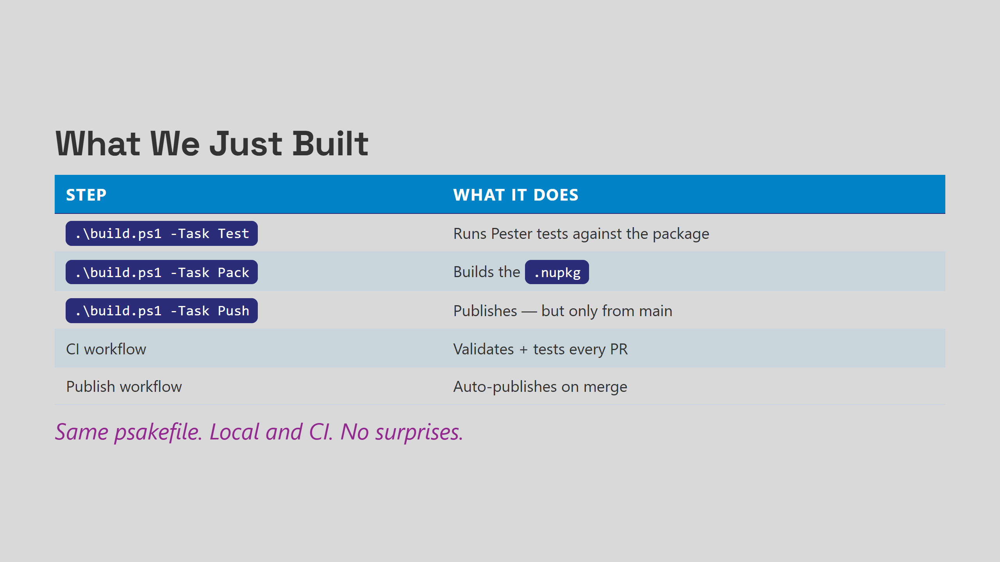 What We Just Built
STEP WHAT IT DOES
.\build.ps1 -Task Test Runs Pester tests against the package
.\build.ps1 -Task Pack Builds the .nupkg
.\build.ps1 -Task Push Publishes — but only from main
CI workflow Validates + tests every PR
Publish workflow Auto-publishes on merge
Same psakefile. Local and CI. No surprises.